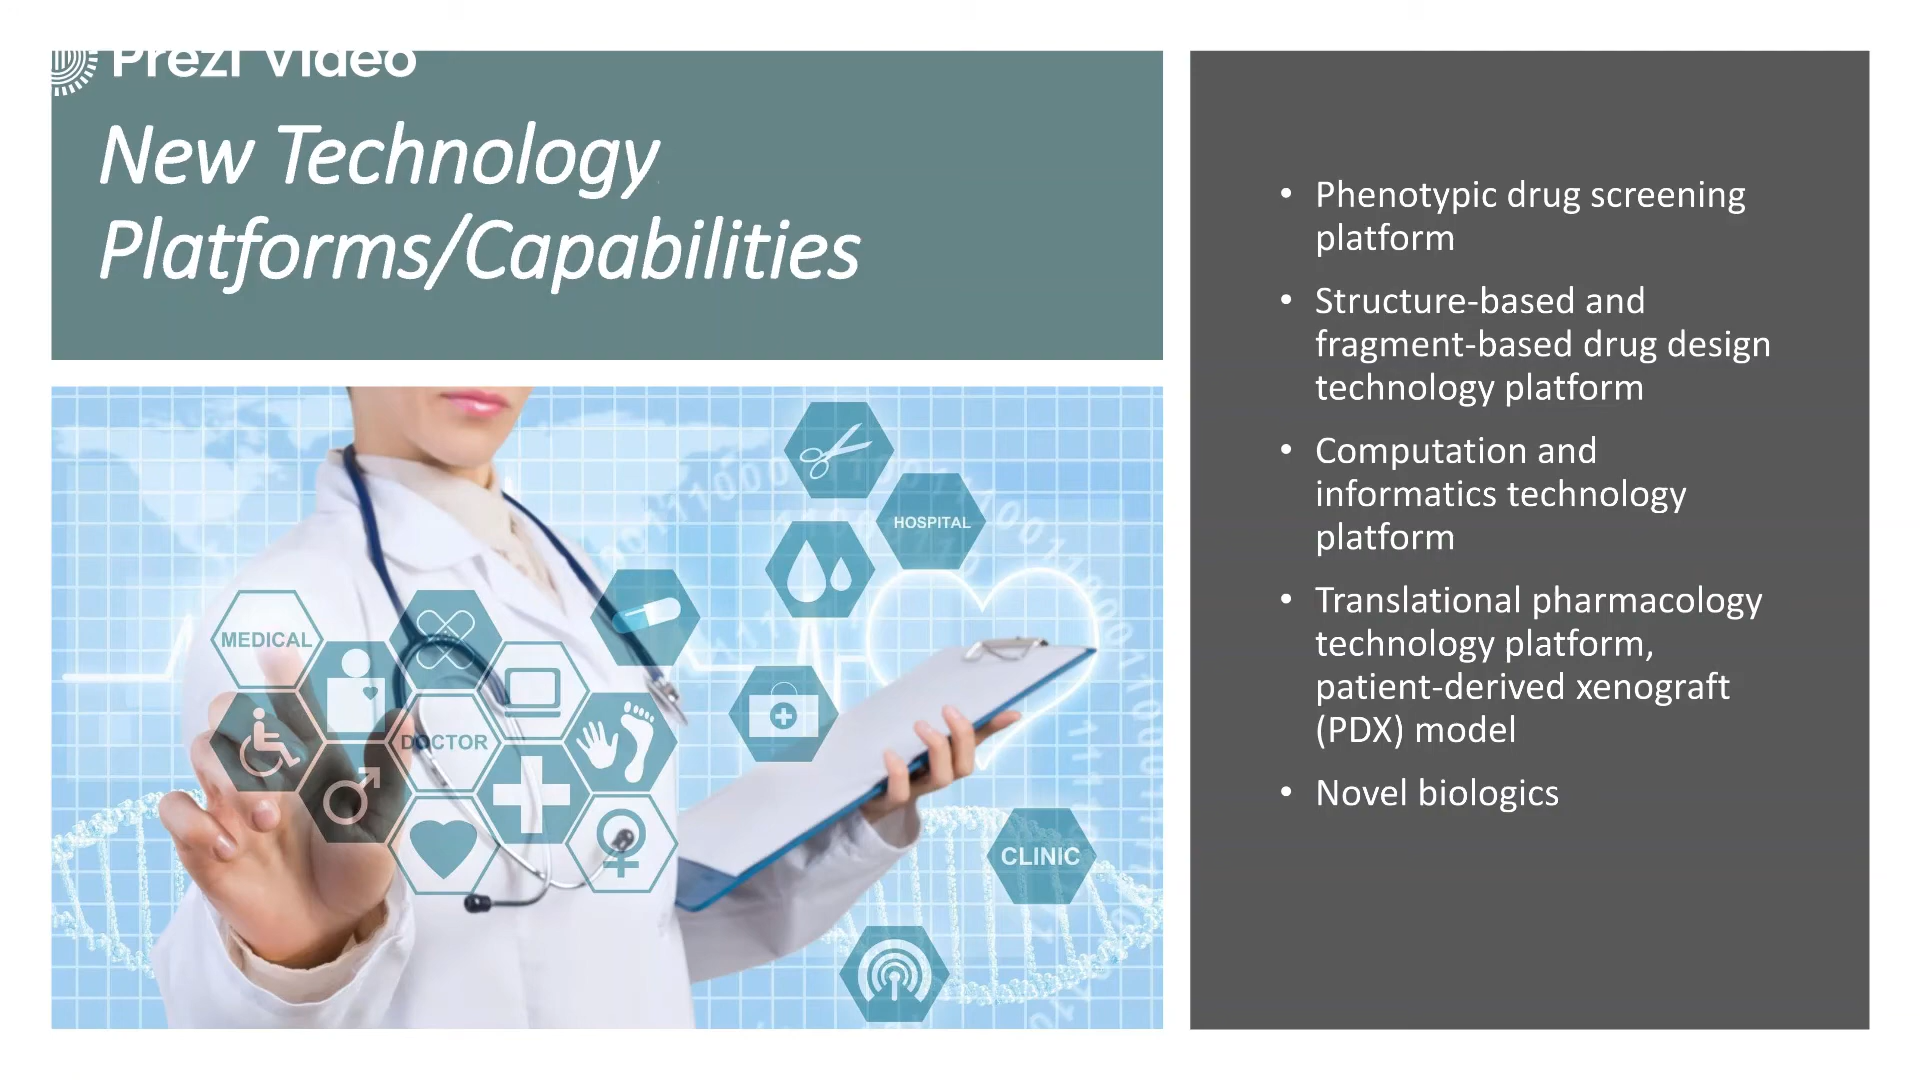 Prezi Video
New Technology
Platforms/Capabilities
• Phenotypic drug screening
platform
• Structure-based and
fragment-based drug design
technology platform
• Computation and
informatics technology
platform
• Translational pharmacology
technology platform,
patient-derived xenograft
(PDX) model
• Novel biologics
HOSPITAL
MEDICAL
DOCTOR
CLINIC